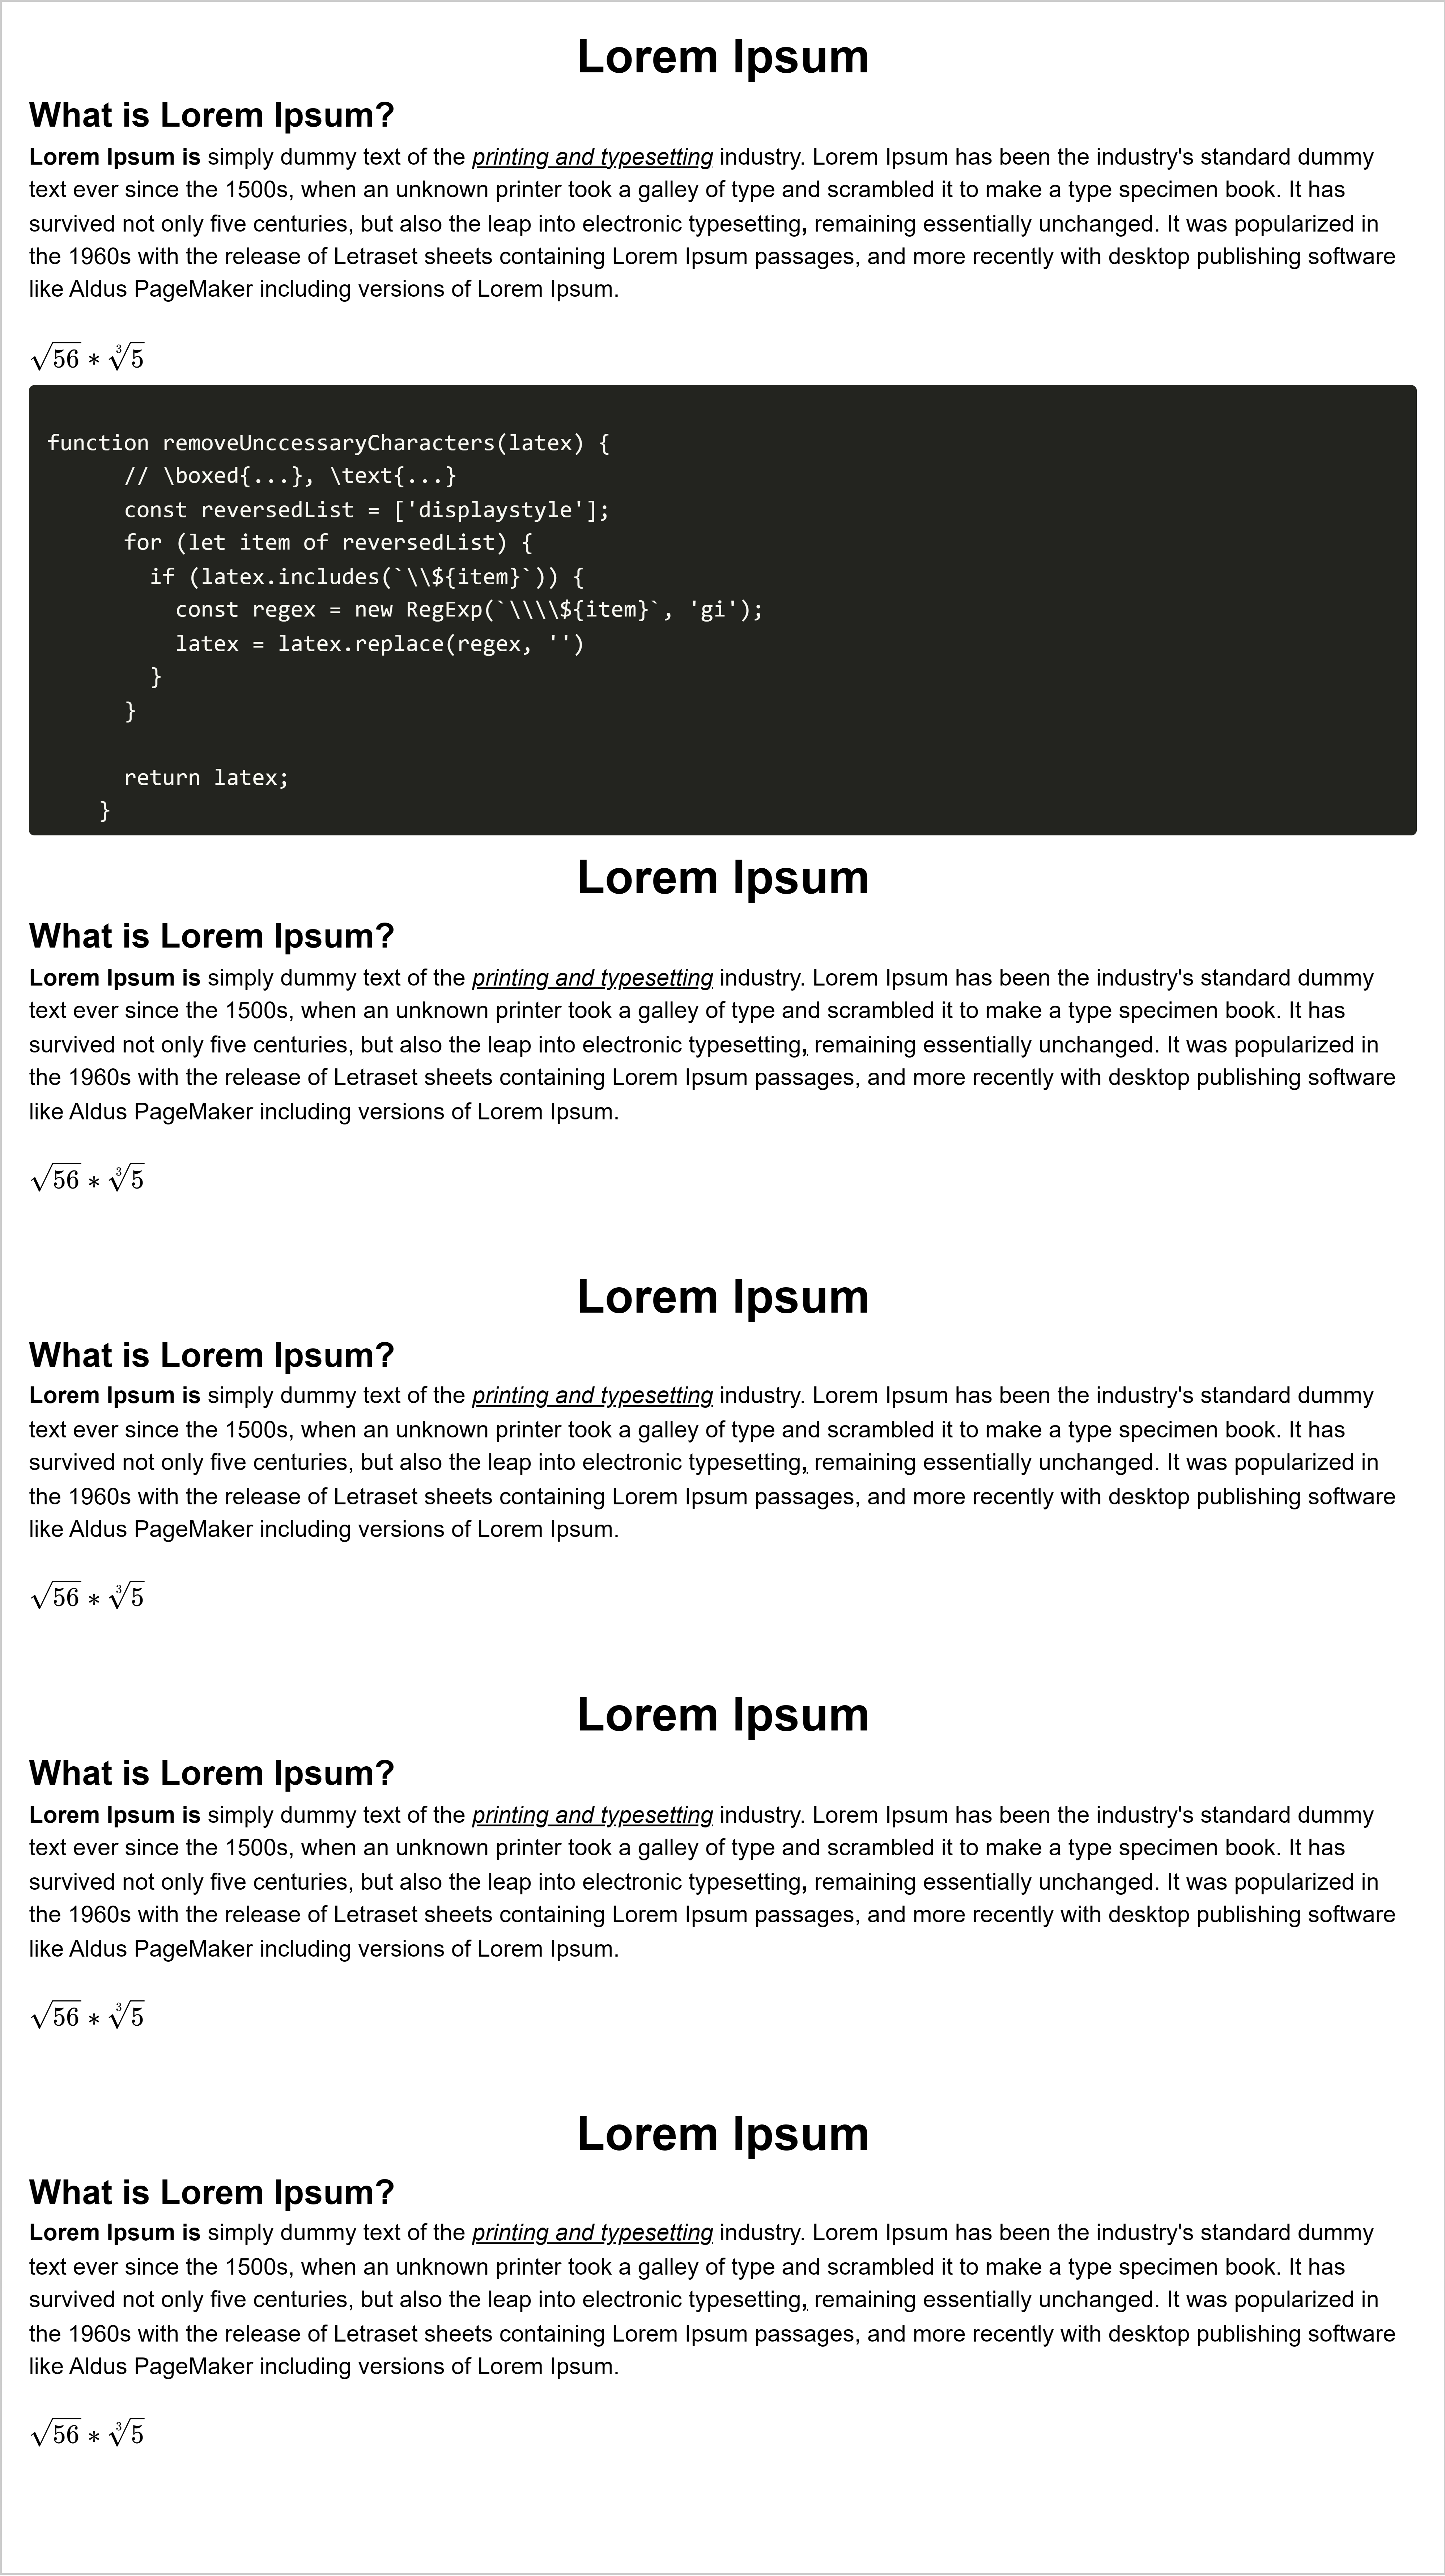 Lorem Ipsum
What is Lorem Ipsum?
Lorem Ipsum is simply dummy text of the printing and typesetting industry. Lorem Ipsum has been the industry's standard dummy
text ever since the 1500s, when an unknown printer took a galley of type and scrambled it to make a type specimen book. It has
survived not only five centuries, but also the leap into electronic typesetting, remaining essentially unchanged. It was popularized in
the 1960s with the release of Letraset sheets containing Lorem Ipsum passages, and more recently with desktop publishing software
like Aldus PageMaker including versions of Lorem Ipsum.
√56 * ∛5
function removeUnccessaryCharacters(latex) {
      // \boxed{...}, \text{...}
      const reversedList = ['displaystyle'];
      for (let item of reversedList) {
        if (latex.includes(`\\${item}`)) {
          const regex = new RegExp(`\\\\${item}`, 'gi');
          latex = latex.replace(regex, '')
        }
      }
      return latex;
    }
Lorem Ipsum
What is Lorem Ipsum?
Lorem Ipsum is simply dummy text of the printing and typesetting industry. Lorem Ipsum has been the industry's standard dummy
text ever since the 1500s, when an unknown printer took a galley of type and scrambled it to make a type specimen book. It has
survived not only five centuries, but also the leap into electronic typesetting, remaining essentially unchanged. It was popularized in
the 1960s with the release of Letraset sheets containing Lorem Ipsum passages, and more recently with desktop publishing software
like Aldus PageMaker including versions of Lorem Ipsum.
√56 * ∛5
Lorem Ipsum
What is Lorem Ipsum?
Lorem Ipsum is simply dummy text of the printing and typesetting industry. Lorem Ipsum has been the industry's standard dummy
text ever since the 1500s, when an unknown printer took a galley of type and scrambled it to make a type specimen book. It has
survived not only five centuries, but also the leap into electronic typesetting, remaining essentially unchanged. It was popularized in
the 1960s with the release of Letraset sheets containing Lorem Ipsum passages, and more recently with desktop publishing software
like Aldus PageMaker including versions of Lorem Ipsum.
√56 * ∛5
Lorem Ipsum
What is Lorem Ipsum?
Lorem Ipsum is simply dummy text of the printing and typesetting industry. Lorem Ipsum has been the industry's standard dummy
text ever since the 1500s, when an unknown printer took a galley of type and scrambled it to make a type specimen book. It has
survived not only five centuries, but also the leap into electronic typesetting, remaining essentially unchanged. It was popularized in
the 1960s with the release of Letraset sheets containing Lorem Ipsum passages, and more recently with desktop publishing software
like Aldus PageMaker including versions of Lorem Ipsum.
√56 * ∛5
Lorem Ipsum
What is Lorem Ipsum?
Lorem Ipsum is simply dummy text of the printing and typesetting industry. Lorem Ipsum has been the industry's standard dummy
text ever since the 1500s, when an unknown printer took a galley of type and scrambled it to make a type specimen book. It has
survived not only five centuries, but also the leap into electronic typesetting, remaining essentially unchanged. It was popularized in
the 1960s with the release of Letraset sheets containing Lorem Ipsum passages, and more recently with desktop publishing software
like Aldus PageMaker including versions of Lorem Ipsum.
√56 * ∛5